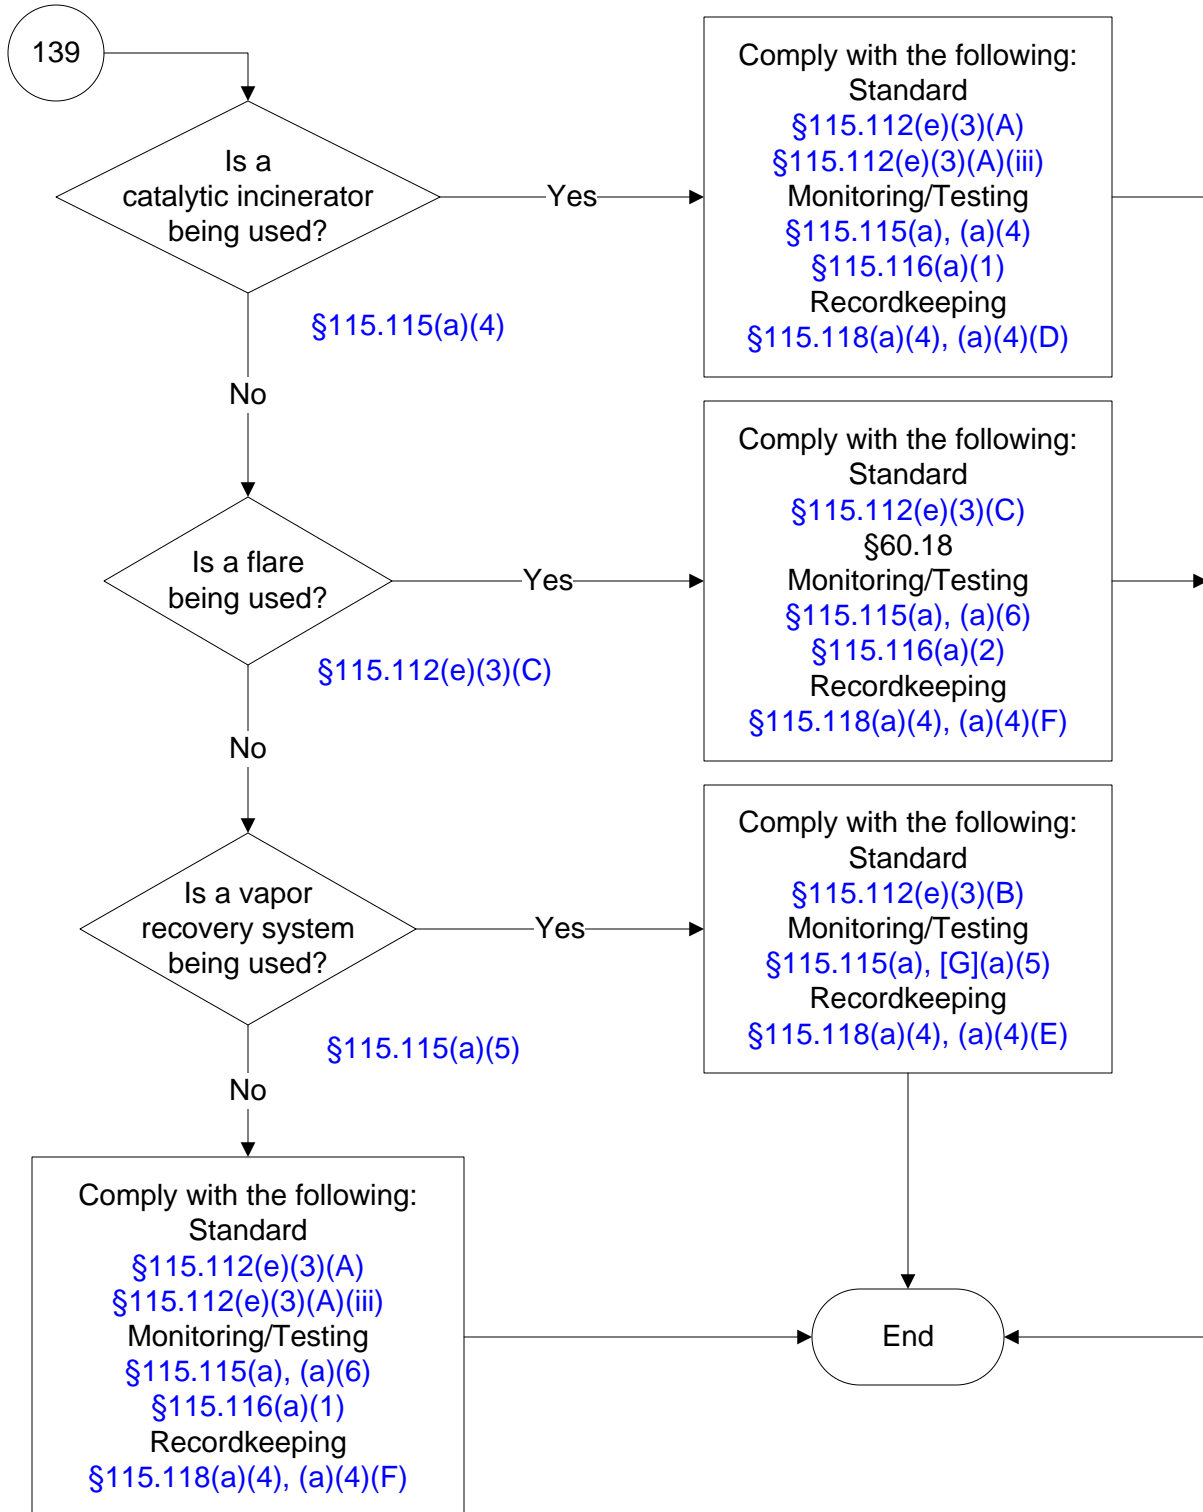 139
Is a
catalytic incinerator
being used?
Yes
Comply with the following:
Standard
§115.112(e)(3)(A)
§115.112(e)(3)(A)(iii)
Monitoring/Testing
§115.115(a), (a)(4)
§115.116(a)(1)
Recordkeeping
§115.118(a)(4), (a)(4)(D)
§115.115(a)(4)
No
Is a flare
being used?
Yes
Comply with the following:
Standard
§115.112(e)(3)(C)
§60.18
Monitoring/Testing
§115.115(a), (a)(6)
§115.116(a)(2)
Recordkeeping
§115.118(a)(4), (a)(4)(F)
§115.112(e)(3)(C)
No
Is a vapor
recovery system
being used?
Yes
Comply with the following:
Standard
§115.112(e)(3)(B)
Monitoring/Testing
§115.115(a), [G](a)(5)
Recordkeeping
§115.118(a)(4), (a)(4)(E)
§115.115(a)(5)
No
Comply with the following:
Standard
§115.112(e)(3)(A)
§115.112(e)(3)(A)(iii)
Monitoring/Testing
§115.115(a), (a)(6)
§115.116(a)(1)
Recordkeeping
§115.118(a)(4), (a)(4)(F)
End